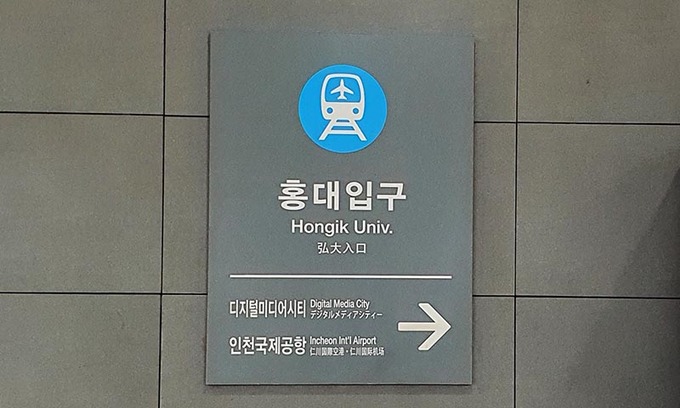 홍대입구
Hongik Univ.
弘大入口
디지털미디어시티 Digital Media City
デジタルメディアシティー
인천국제공항 Incheon Int'l Airport
仁川国際空港・仁川国际机场